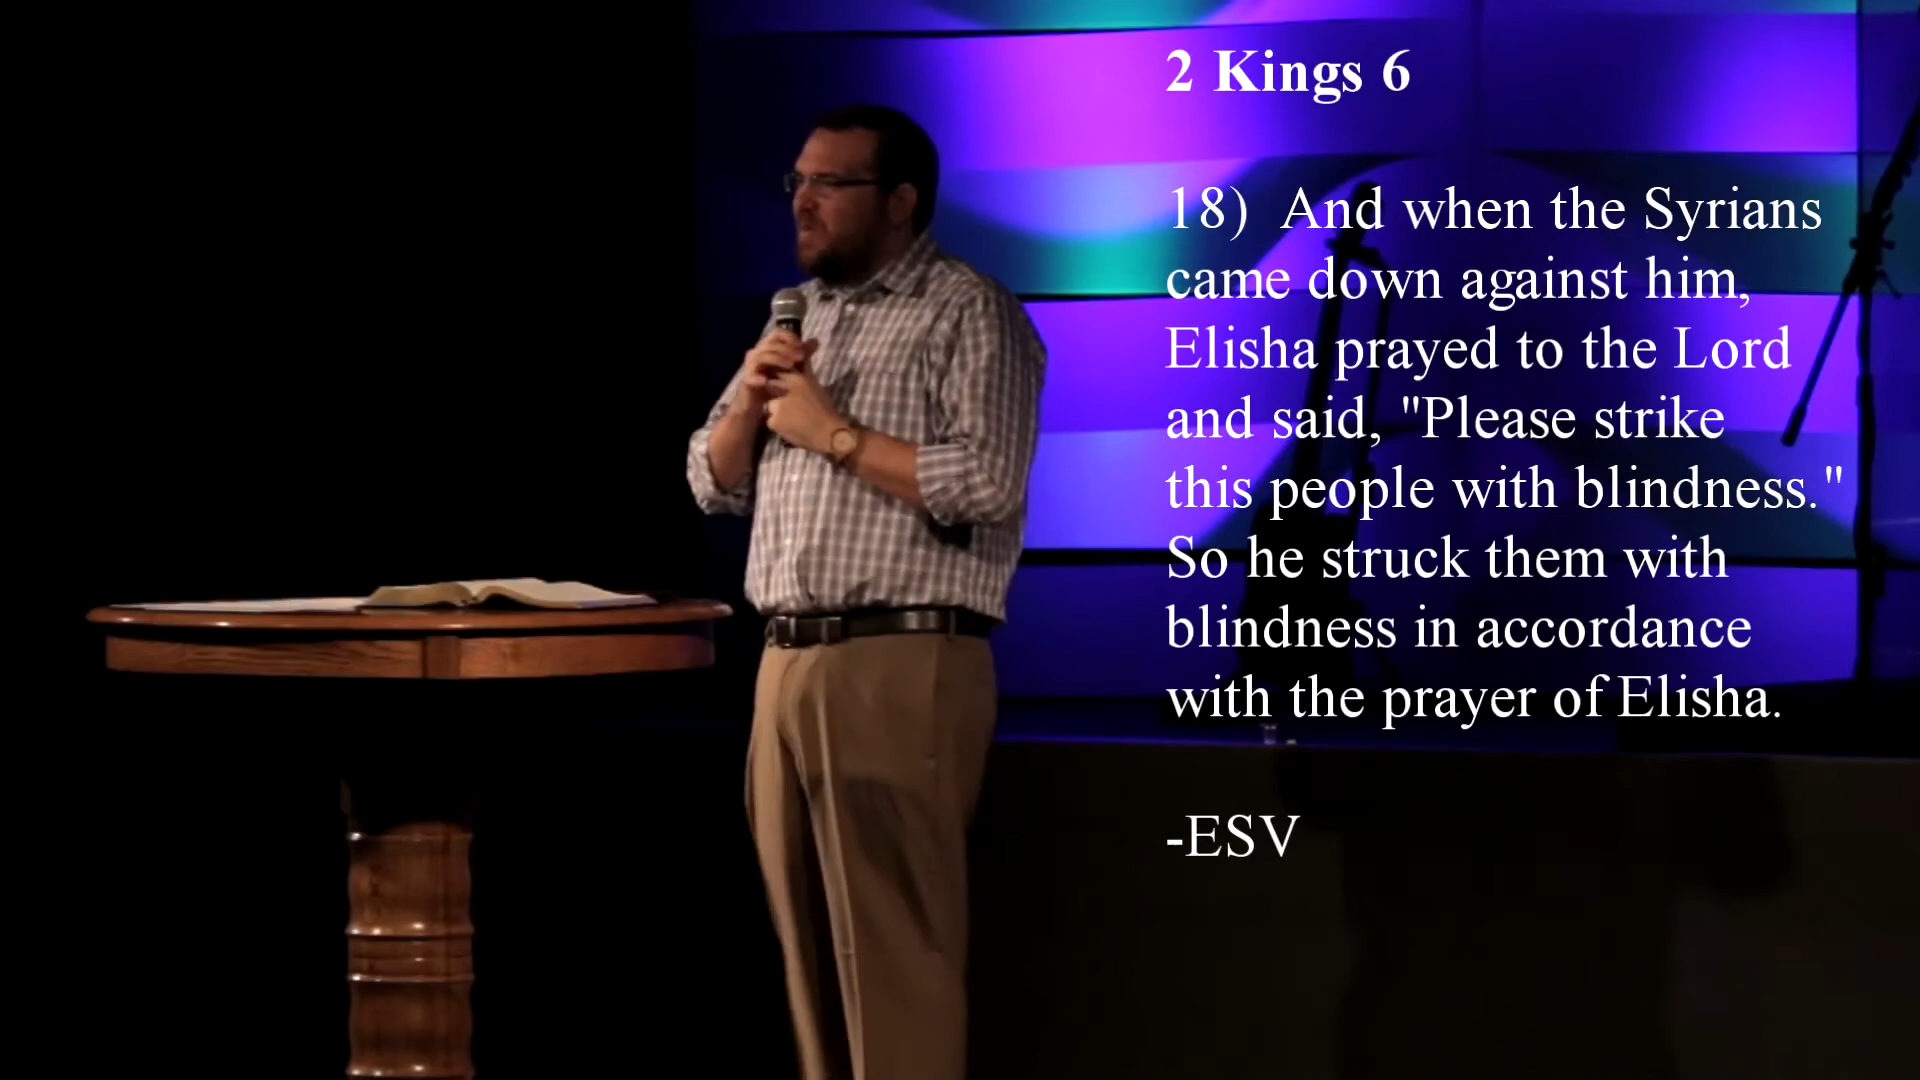 2 Kings 6
18) And when the Syrians
came down against him,
Elisha prayed to the Lord
and said, "Please strike
this people with blindness."
So he struck them with
blindness in accordance
with the prayer of Elisha.
-ESV